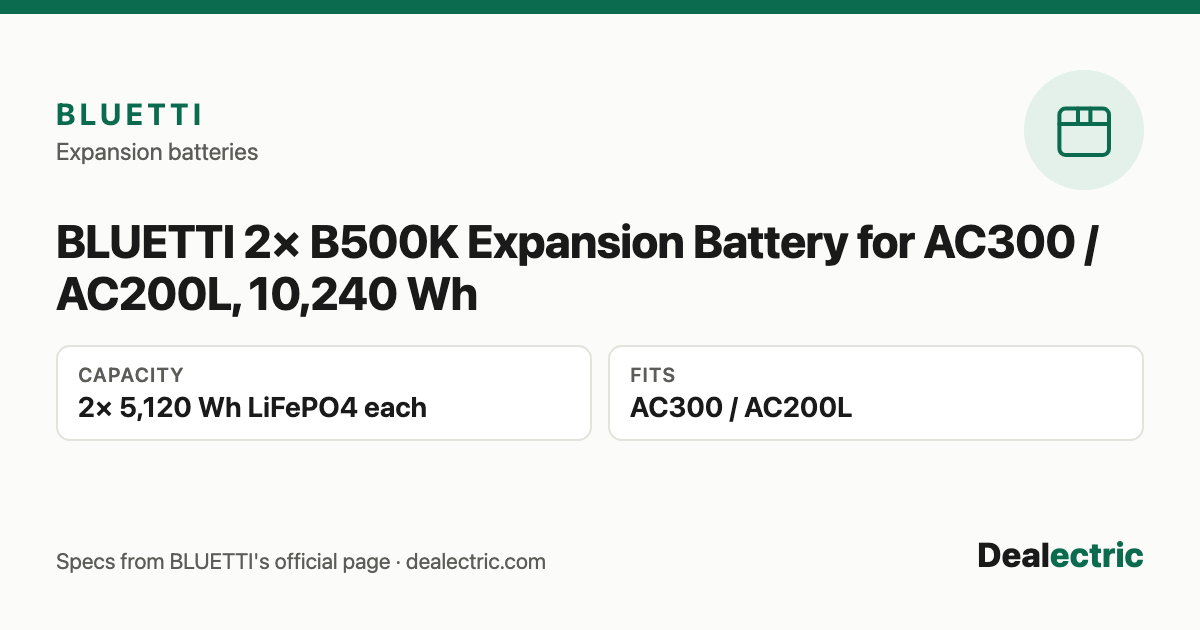 BLUETTI
Expansion batteries
BLUETTI 2× B500K Expansion Battery for AC300 /
AC200L, 10,240 Wh
CAPACITY
2× 5,120 Wh LiFePO4 each
FITS
AC300 / AC200L
Specs from BLUETTI's official page · dealectric.com
Dealectric